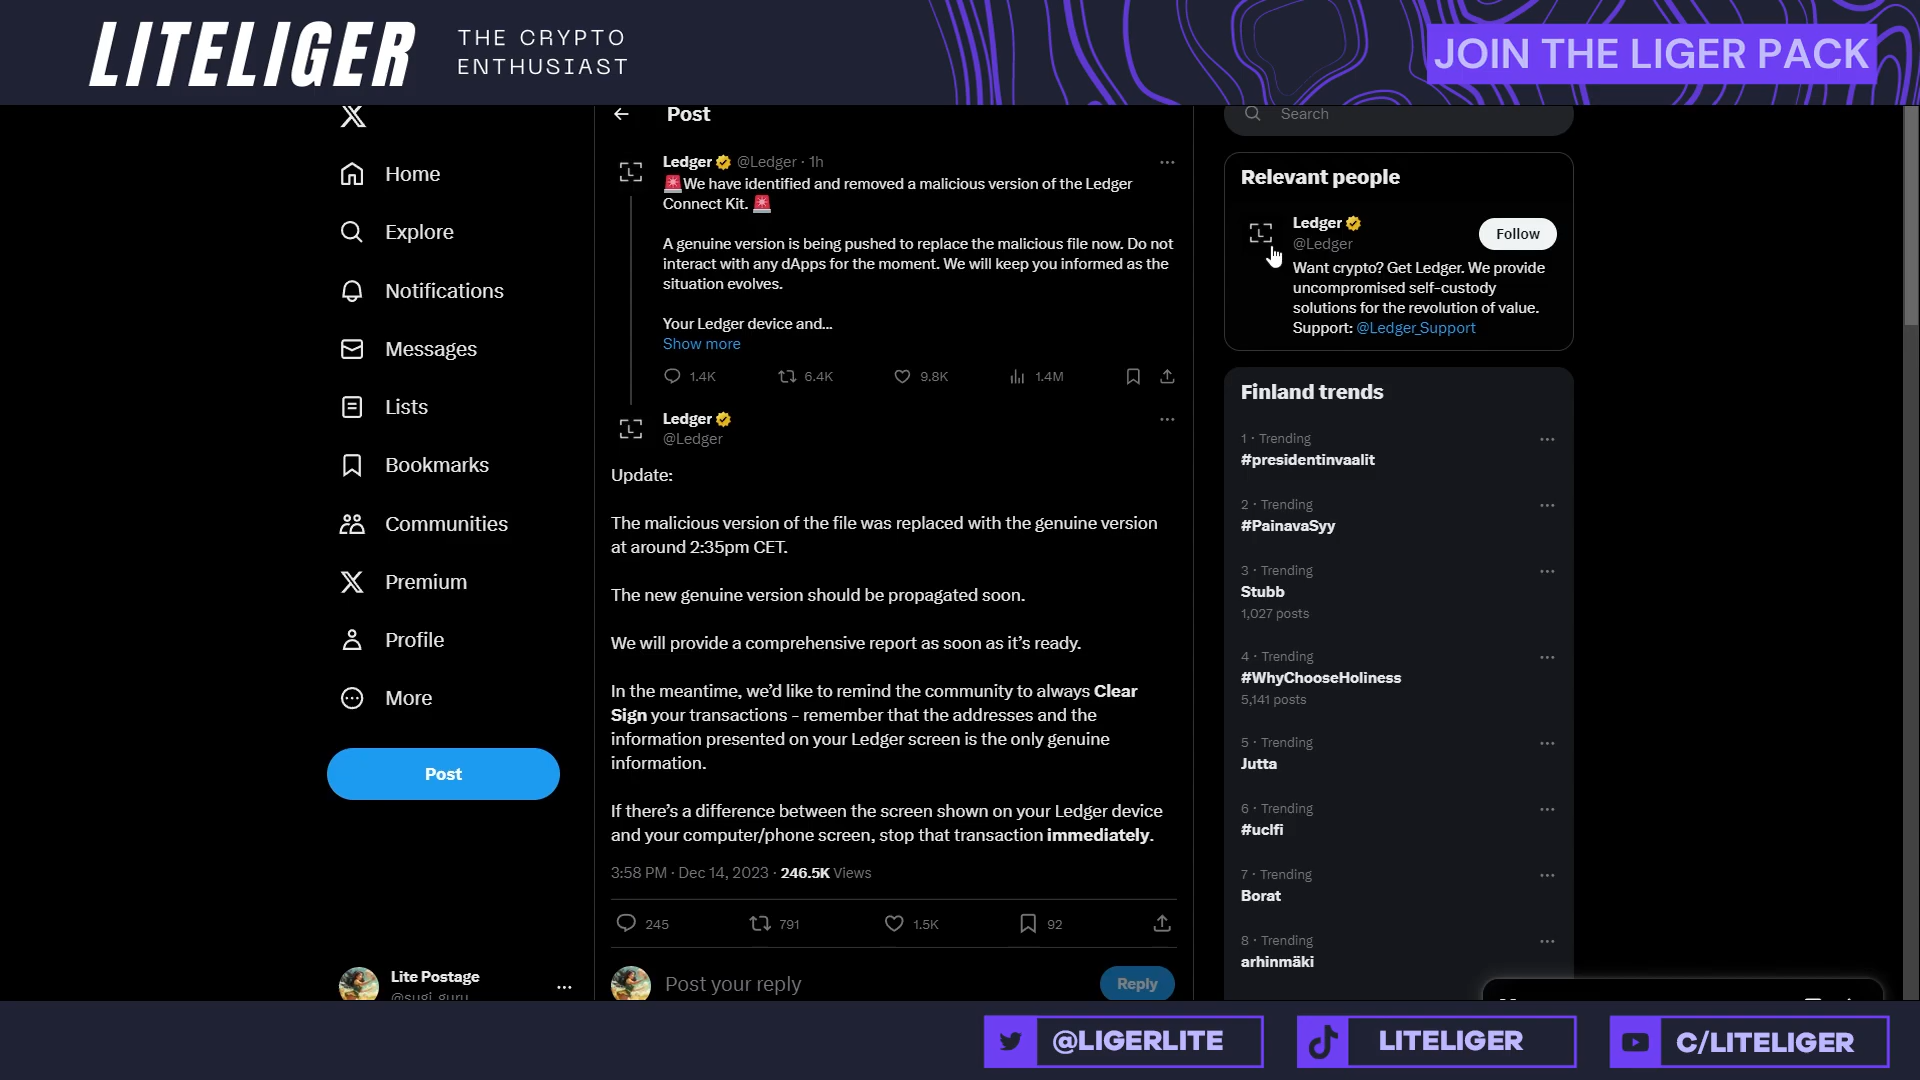 LITELIGER
THE CRYPTO
ENTHUSIAST
JOIN THE LIGER PACK
Home
Explore
Notifications
Messages
Lists
Bookmarks
Communities
Premium
Profile
More
Post
Lite Postage
@sugi_guru
Post
Ledger @Ledger · 1h
🚨We have identified and removed a malicious version of the Ledger
Connect Kit. 🚨
A genuine version is being pushed to replace the malicious file now. Do not
interact with any dApps for the moment. We will keep you informed as the
situation evolves.
Your Ledger device and...
Show more
1.4K 6.4K 9.8K 1.4M
Ledger
@Ledger
Update:
The malicious version of the file was replaced with the genuine version
at around 2:35pm CET.
The new genuine version should be propagated soon.
We will provide a comprehensive report as soon as it’s ready.
In the meantime, we’d like to remind the community to always Clear
Sign your transactions – remember that the addresses and the
information presented on your Ledger screen is the only genuine
information.
If there’s a difference between the screen shown on your Ledger device
and your computer/phone screen, stop that transaction immediately.
3:58 PM · Dec 14, 2023 · 246.5K Views
245 791 1.5K 92
Post your reply
Reply
Search
Relevant people
Ledger
@Ledger
Follow
Want crypto? Get Ledger. We provide
uncompromised self-custody
solutions for the revolution of value.
Support: @Ledger_Support
Finland trends
1 · Trending
#presidentinvaalit
2 · Trending
#PainavaSyy
3 · Trending
Stubb
1,027 posts
4 · Trending
#WhyChooseHoliness
5,141 posts
5 · Trending
Jutta
6 · Trending
#uclfi
7 · Trending
Borat
8 · Trending
arhinmäki
@LIGERLITE
LITELIGER
C/LITELIGER